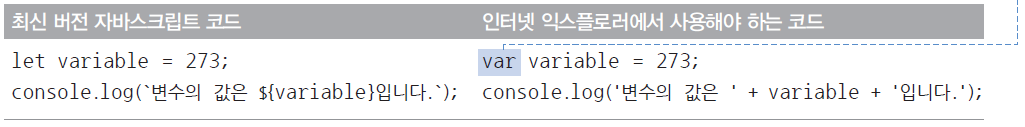 최신 버전 자바스크립트 코드
인터넷 익스플로러에서 사용해야 하는 코드
let variable = 273;
console.log(`변수의 값은 ${variable}입니다.`);
var variable = 273;
console.log('변수의 값은 ' + variable + '입니다.');